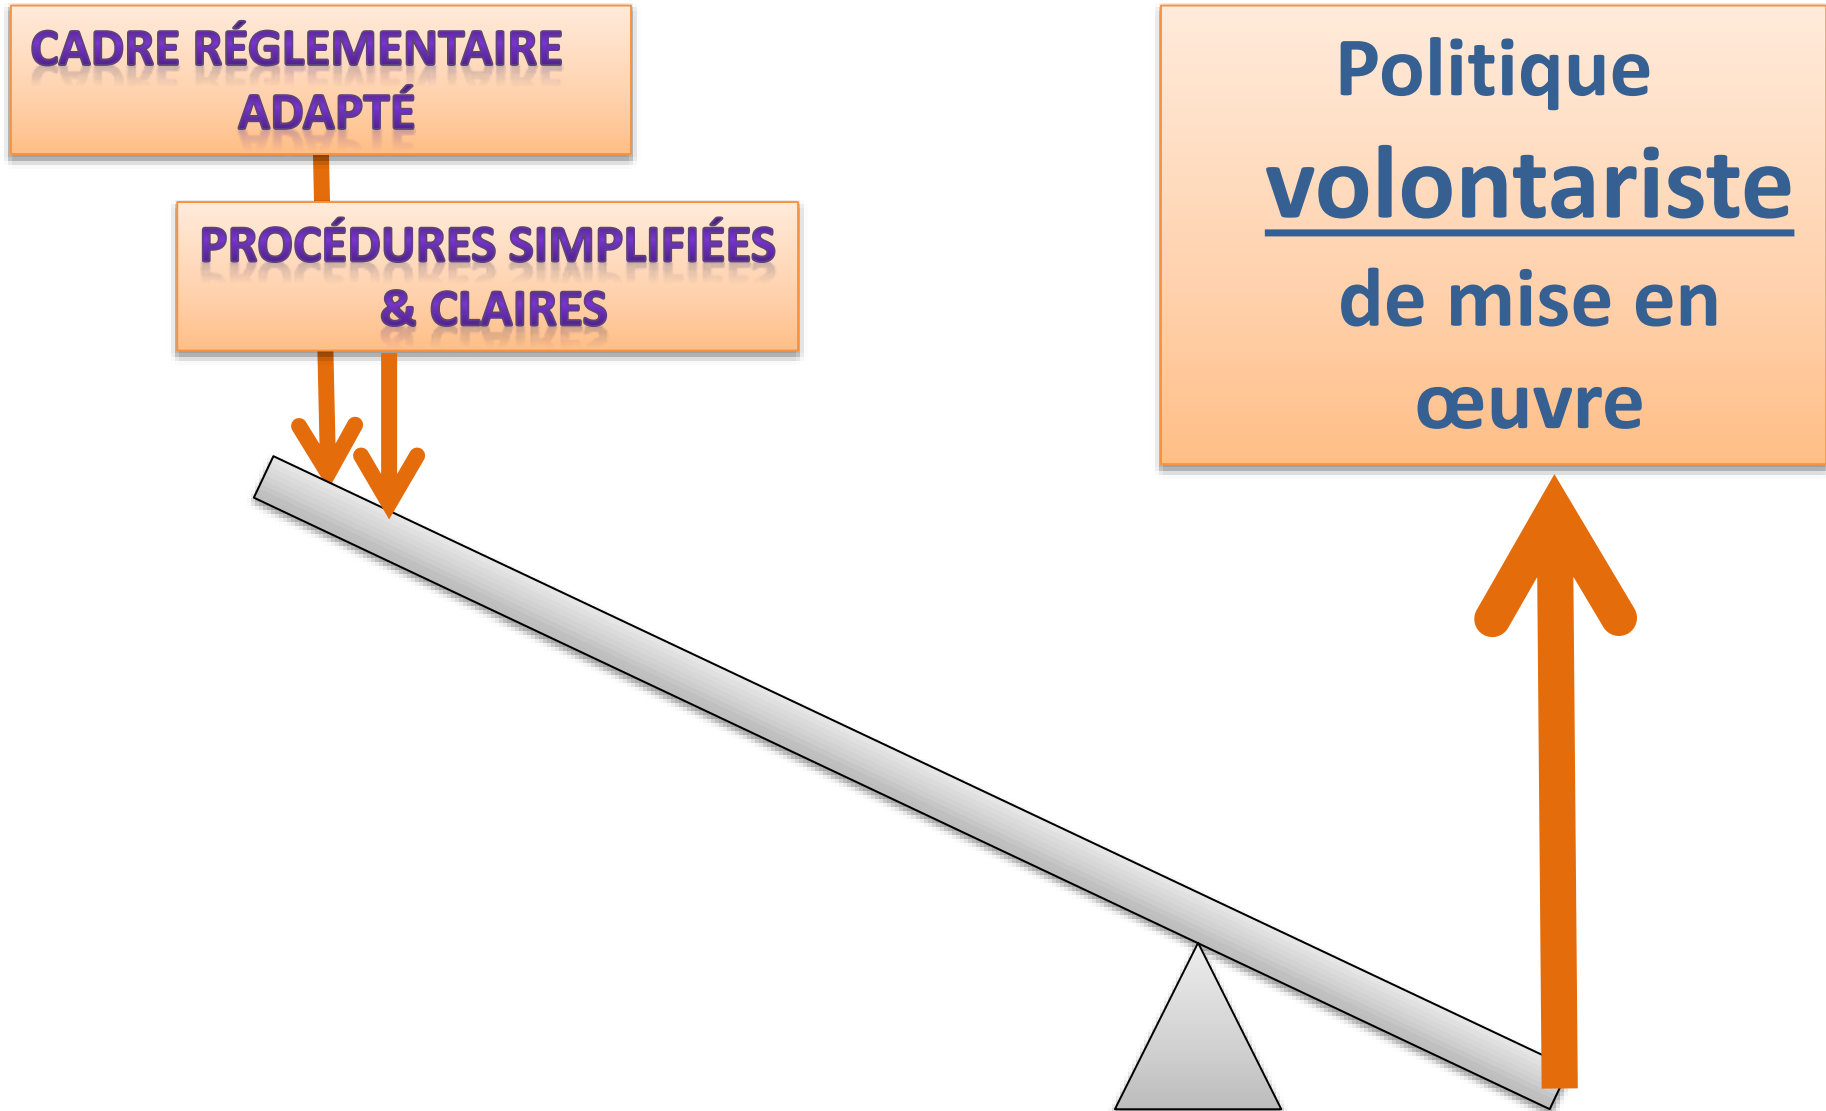 CADRE RÉGLEMENTAIRE
ADAPTÉ
PROCÉDURES SIMPLIFIÉES
& CLAIRES
Politique
volontariste
de mise en
œuvre